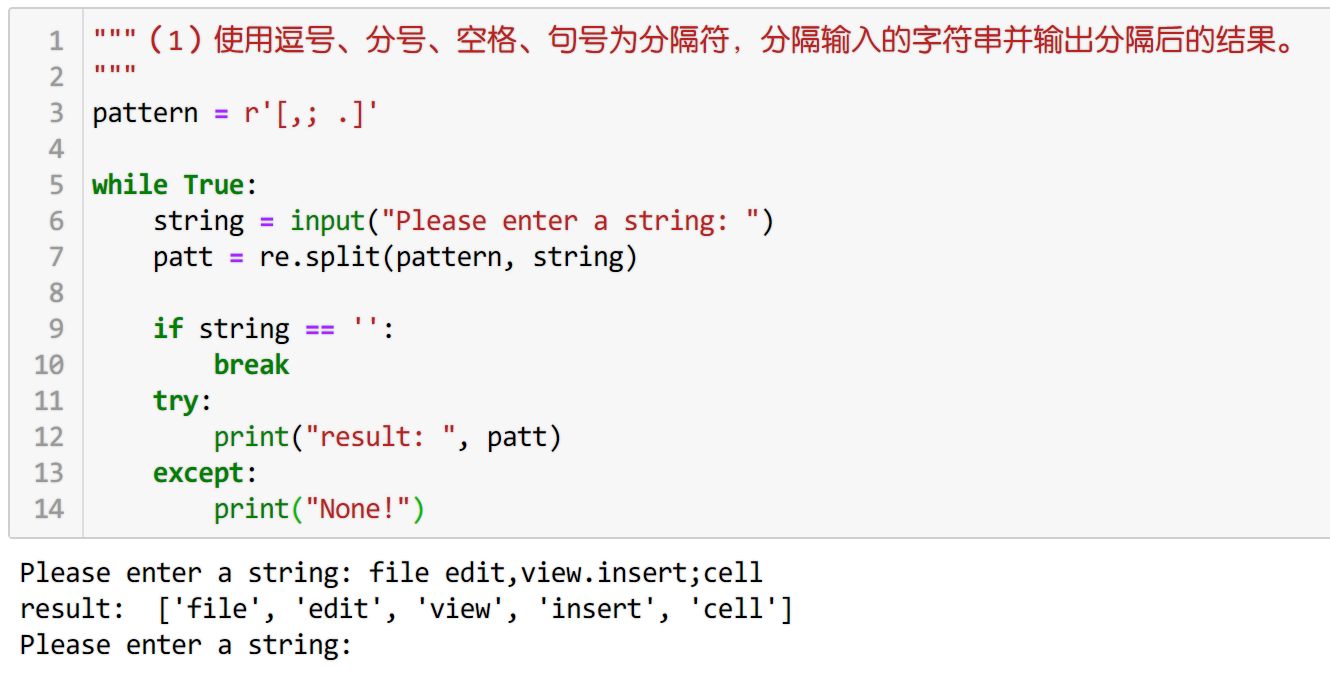 1 """（1）使用逗号、分号、空格、句号为分隔符，分隔输入的字符串并输出分隔后的结果。
2 """
3 pattern = r'[,; .]'
4
5 while True:
6     string = input("Please enter a string: ")
7     patt = re.split(pattern, string)
8
9     if string == '':
10         break
11     try:
12         print("result: ", patt)
13     except:
14         print("None!")
Please enter a string: file edit,view.insert;cell
result:  ['file', 'edit', 'view', 'insert', 'cell']
Please enter a string: